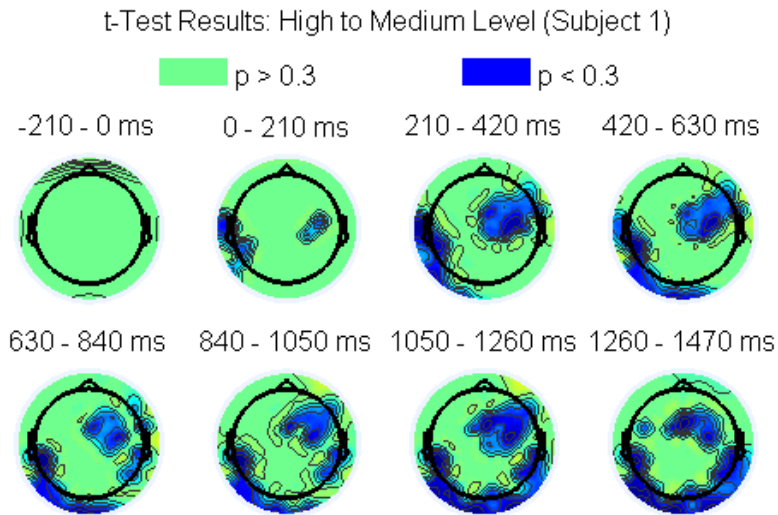 t-Test Results: High to Medium Level (Subject 1)
p > 0.3 p < 0.3
-210 - 0 ms 0 - 210 ms 210 - 420 ms 420 - 630 ms
630 - 840 ms 840 - 1050 ms 1050 - 1260 ms 1260 - 1470 ms